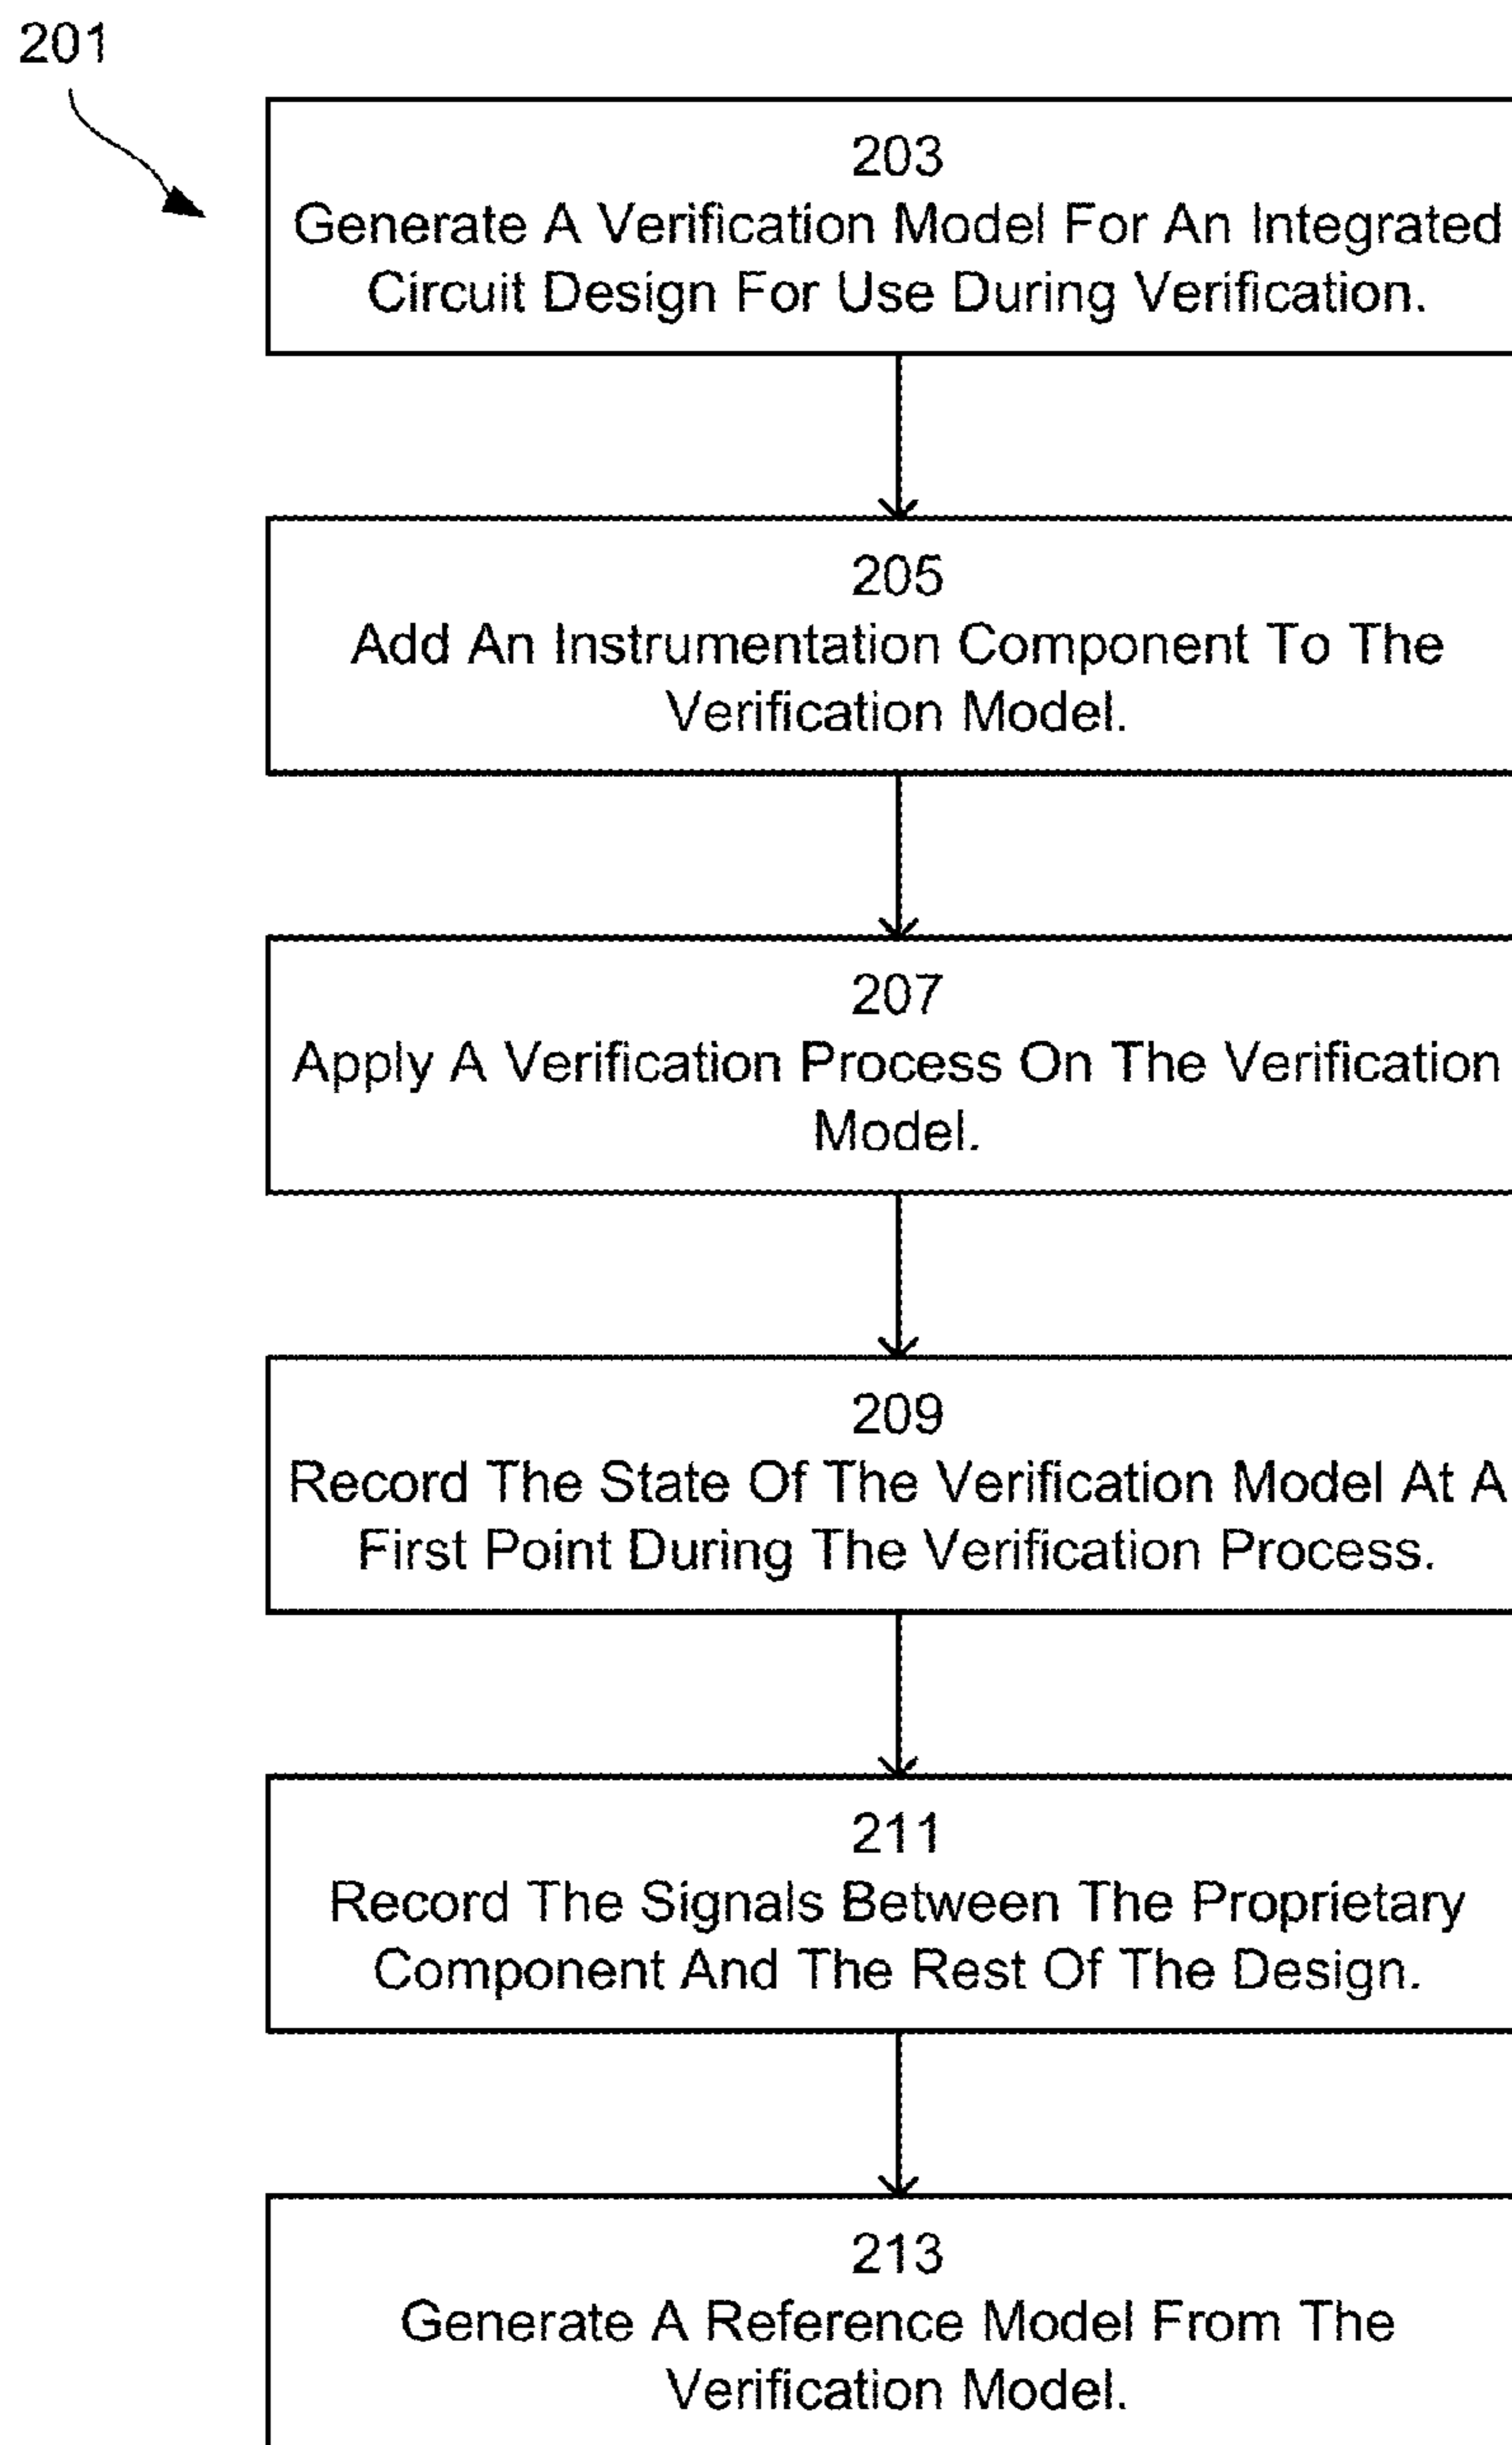 201
203
Generate A Verification Model For An Integrated
Circuit Design For Use During Verification.
205
Add An Instrumentation Component To The
Verification Model.
207
Apply A Verification Process On The Verification
Model.
209
Record The State Of The Verification Model At A
First Point During The Verification Process.
211
Record The Signals Between The Proprietary
Component And The Rest Of The Design.
213
Generate A Reference Model From The
Verification Model.